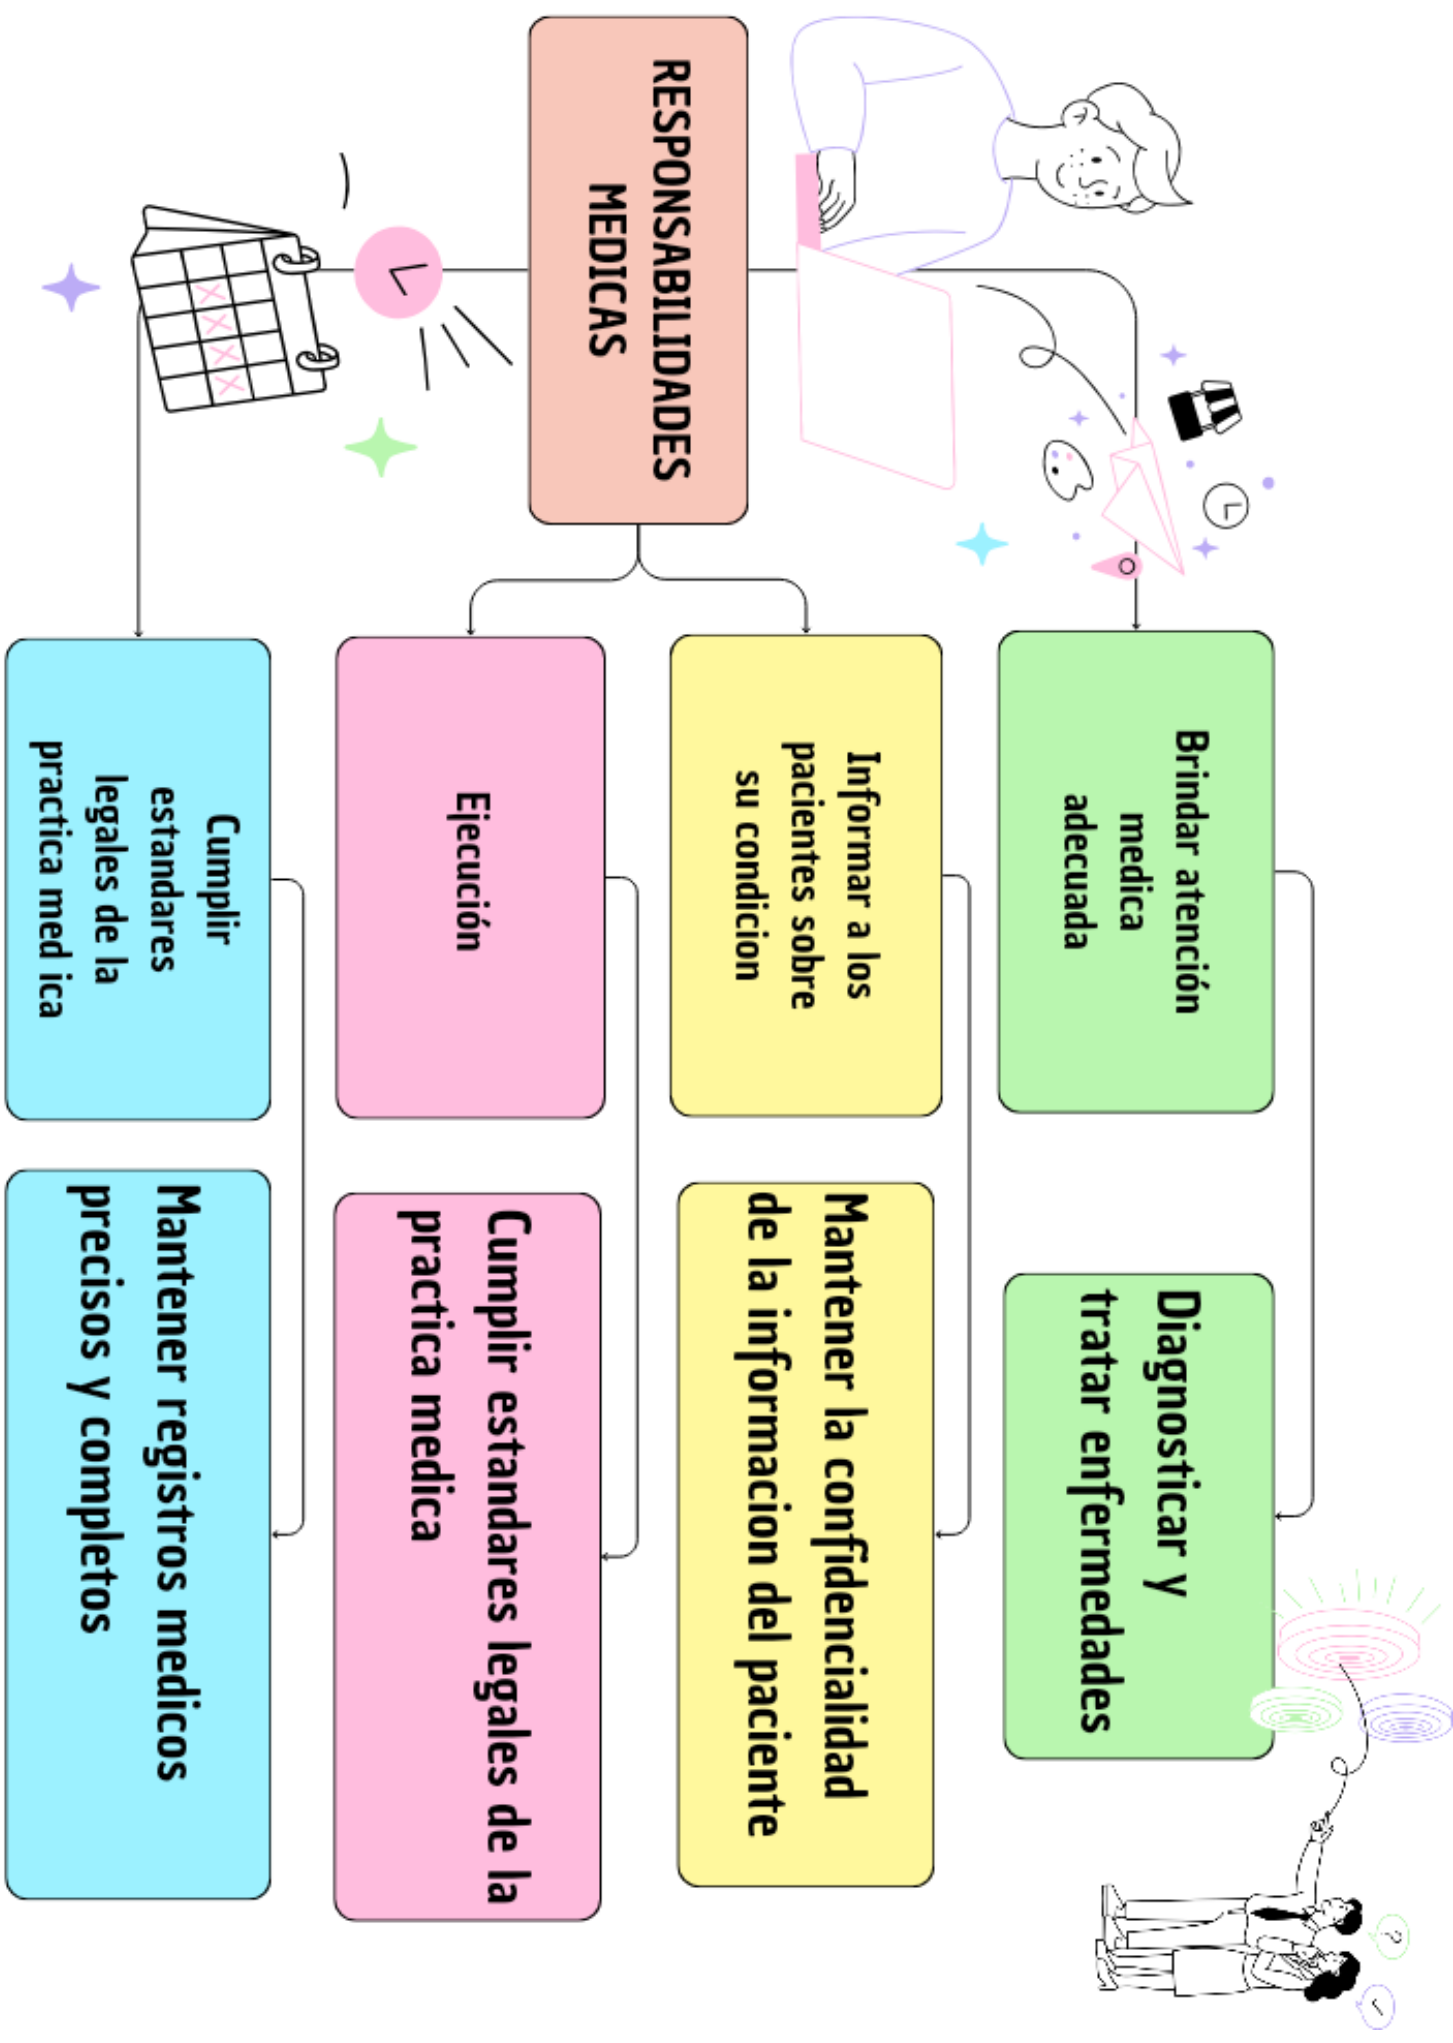 RESPONSABILIDADES
MEDICAS
Brindar atención
medica
adecuada
Diagnosticar y
tratar enfermedades
Informar a los
pacientes sobre
su condicion
Mantener la confidencialidad
de la informacion del paciente
Ejecución
Cumplir estandares legales de la
practica medica
Cumplir
estandares
legales de la
practica med ica
Mantener registros medicos
precisos y completos
?